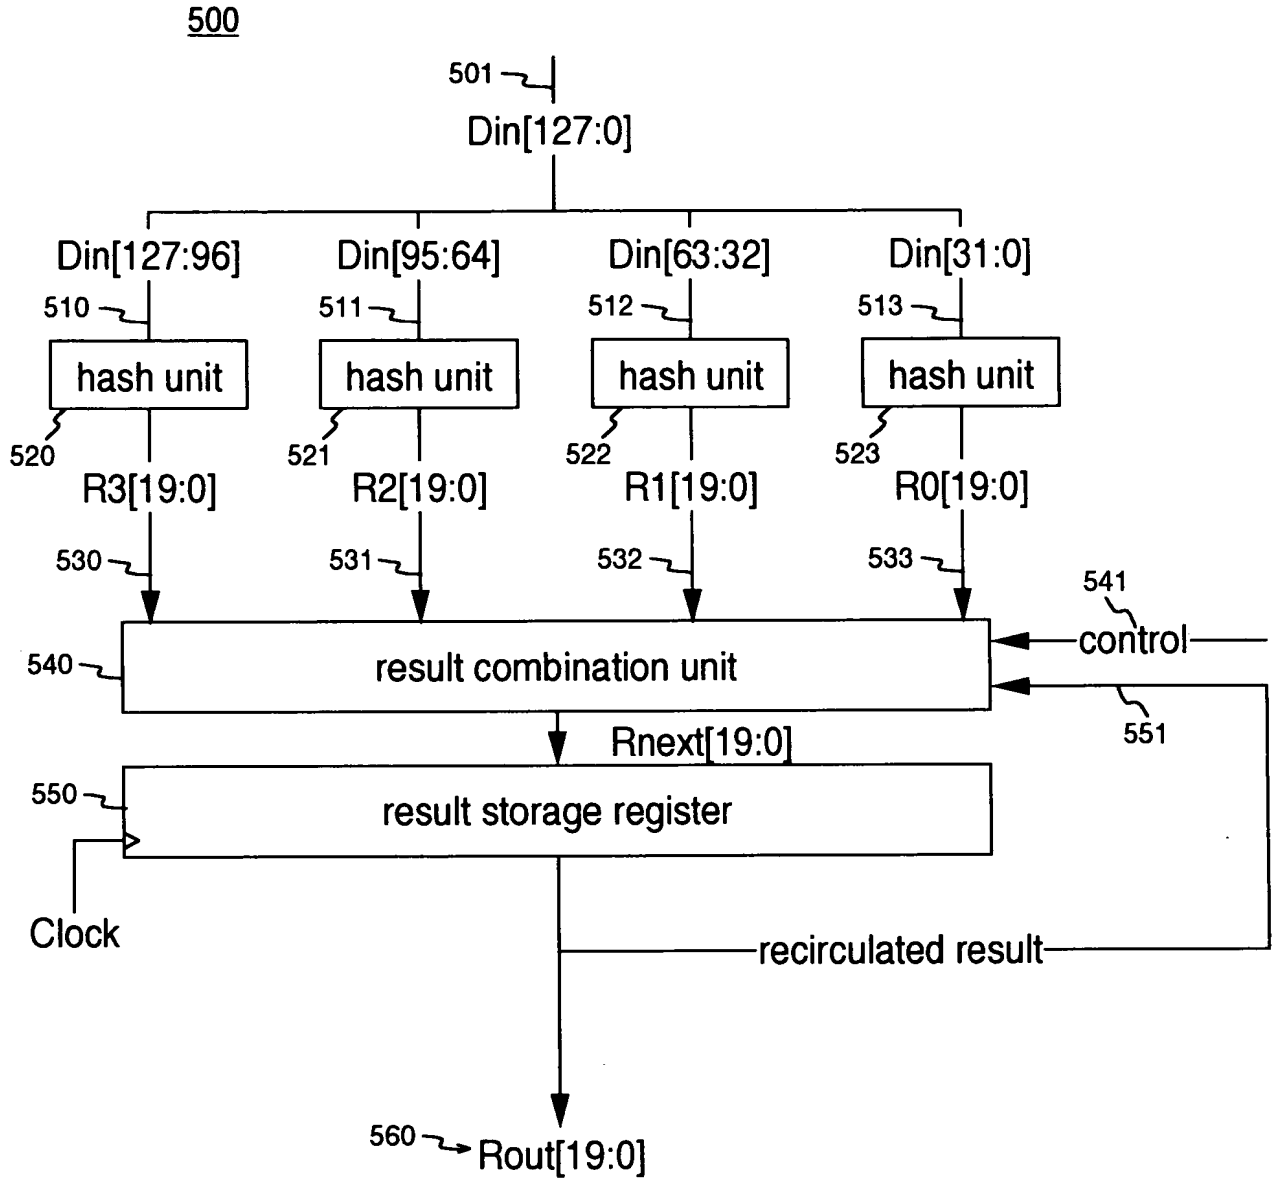 500
501
Din[127:0]
Din[127:96] Din[95:64] Din[63:32] Din[31:0]
510 511 512 513
hash unit hash unit hash unit hash unit
520 521 522 523
R3[19:0] R2[19:0] R1[19:0] R0[19:0]
530 531 532 533
541
control
540 result combination unit
551
Rnext[19:0]
550 result storage register
Clock
recirculated result
560 Rout[19:0]